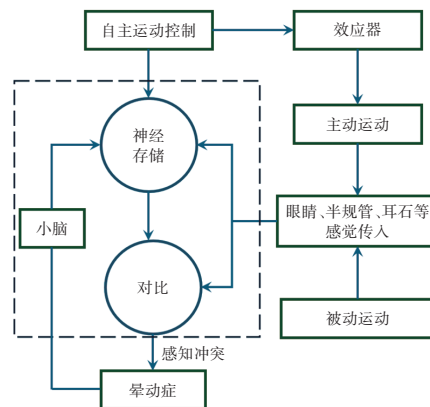 自主运动控制
效应器
神经
存储
主动运动
小脑
眼睛、半规管、耳石等
感觉传入
对比
被动运动
感知冲突
晕动症